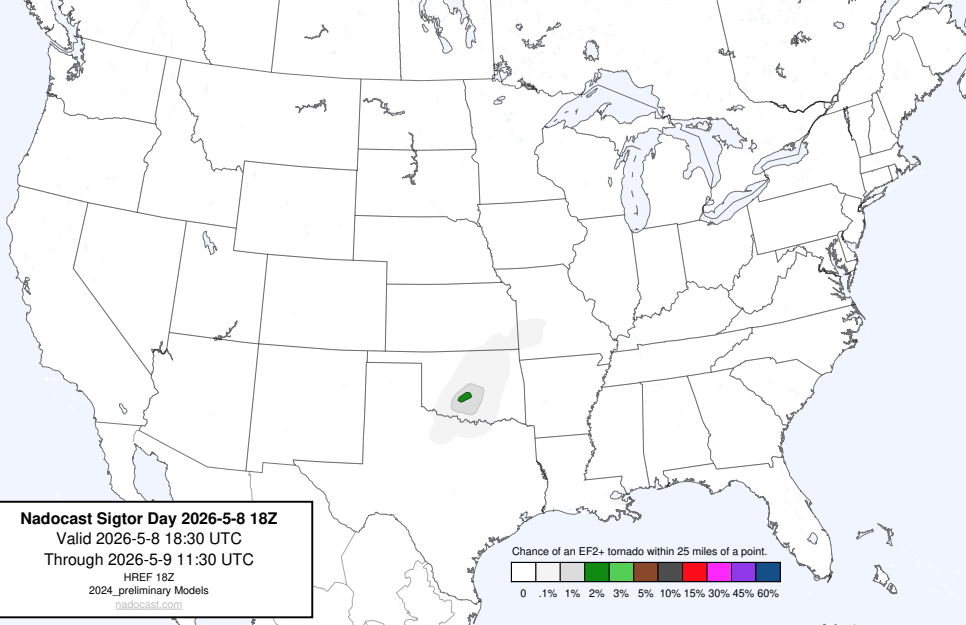 Nadocast Sigtor Day 2026-5-8 18Z
Valid 2026-5-8 18:30 UTC
Through 2026-5-9 11:30 UTC
HREF 18Z
2024_preliminary Models
nadocast.com
Chance of an EF2+ tornado within 25 miles of a point.
0 .1% 1% 2% 3% 5% 10% 15% 30% 45% 60%